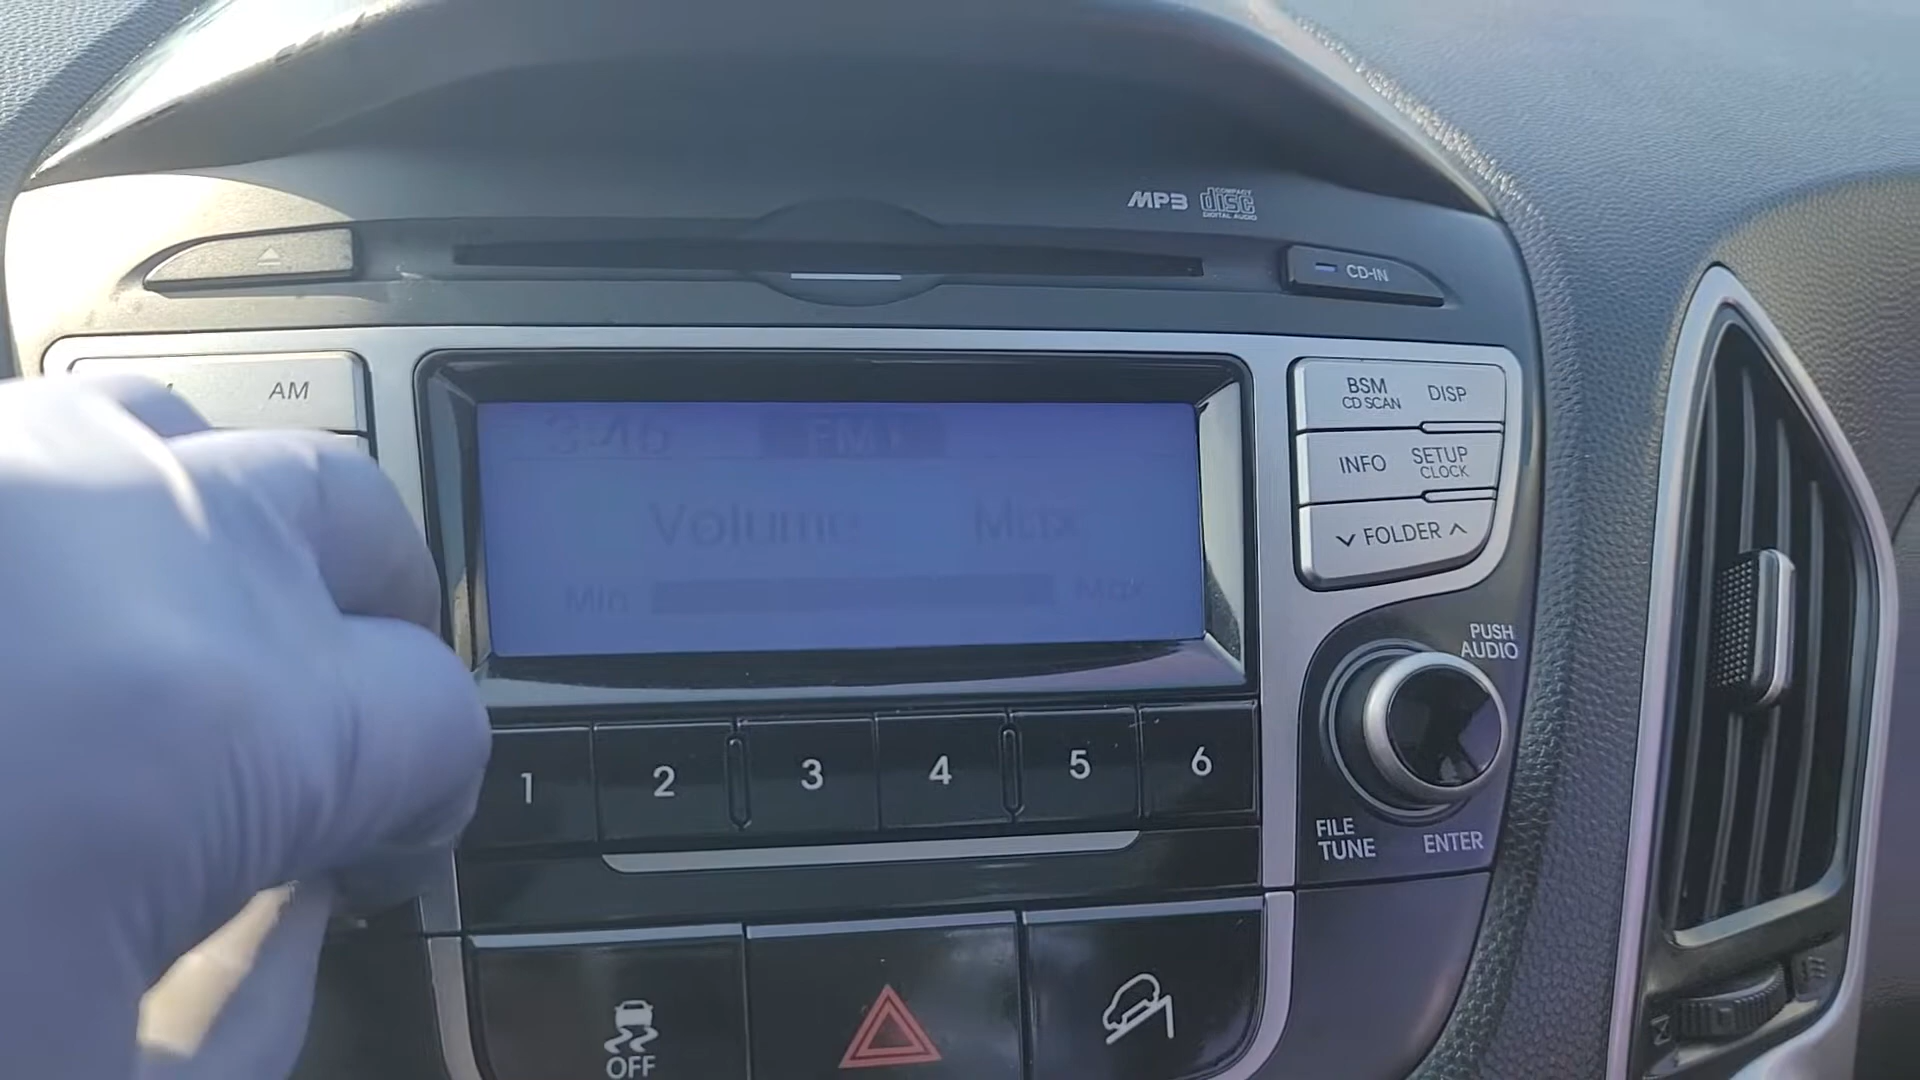 MP3 COMPACT disc DIGITAL AUDIO
CD-IN
AM
BSM DISP
CD SCAN
INFO SETUP
CLOCK
FOLDER
3:46 FM1
Volume Max
Min Max
PUSH
AUDIO
1 2 3 4 5 6
FILE
TUNE ENTER
OFF